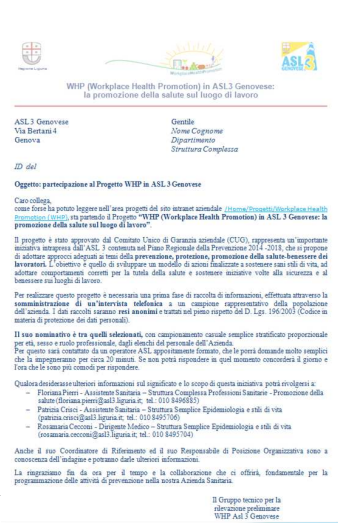 WHP (Workplace Health Promotion) in ASL3 Genovese:
la promozione della salute sul luogo di lavoro
ASL 3
GENOVESE
ASL 3 Genovese
Via Bertani 4
Genova
Gentile
Nome Cognome
Dipartimento
Struttura Complessa
ID del
Oggetto: partecipazione al Progetto WHP in ASL 3 Genovese
Caro collega,
come forse ha potuto leggere nell'area progetti del sito intranet aziendale /Home/Progetti/Workplace Health
Promotion (WHP), sta partendo il Progetto "WHP (Workplace Health Promotion) in ASL 3 Genovese: la
promozione della salute sul luogo di lavoro".
Il progetto è stato approvato dal Comitato Unico di Garanzia aziendale (CUG), rappresenta un'importante
iniziativa intrapresa dall'ASL 3 contenuto nel Piano Regionale della Prevenzione 2014 -2018, che si propone
di adottare approcci adeguati ai temi della prevenzione, protezione, promozione della salute-benessere dei
lavoratori. L'obiettivo è quello di sviluppare un modello di azioni finalizzate a sostenere sani stili di vita, ad
adottare comportamenti corretti per la tutela della salute e sostenere iniziative volte alla sicurezza e al
benessere sui luoghi di lavoro.
Per realizzare questo progetto è necessaria una prima fase di raccolta di informazioni, effettuata attraverso la
somministrazione di un'intervista telefonica a un campione rappresentativo della popolazione
dell'azienda. I dati raccolti saranno resi anonimi e trattati nel pieno rispetto del D. Lgs. 196/2003 (Codice in
materia di protezione dei dati personali).
Il suo nominativo è tra quelli selezionati, con campionamento casuale semplice stratificato proporzionale
per età, sesso e ruolo professionale, dagli elenchi del personale dell'Azienda.
Per questo sarà contattato da un operatore ASL appositamente formato, che le porrà domande molto semplici
che la impegneranno per circa 20 minuti. Se non potrà rispondere in quel momento concorderà il giorno e
l'ora che le sono più comodi per rispondere.
Qualora desiderasse ulteriori informazioni sul significato e lo scopo di questa iniziativa potrà rivolgersi a:
– Floriana Pierri - Assistente Sanitaria – Struttura Complessa Professioni Sanitarie - Promozione della
salute (floriana.pierri@asl3.liguria.it; tel.: 010 8496885)
– Patrizia Crisci - Assistente Sanitaria – Struttura Semplice Epidemiologia e stili di vita
(patrizia.crisci@asl3.liguria.it; tel.: 010 8495706)
– Rosamaria Cecconi - Dirigente Medico – Struttura Semplice Epidemiologia e stili di vita
(rosamaria.cecconi@asl3.liguria.it; tel.: 010 8495704)
Anche il suo Coordinatore di Riferimento ed il suo Responsabile di Posizione Organizzativa sono a
conoscenza dell'indagine e potranno darle ulteriori informazioni.
La ringraziamo fin da ora per il tempo e la collaborazione che ci offrirà, fondamentale per la
programmazione delle attività di prevenzione nella nostra Azienda Sanitaria.
Il Gruppo tecnico per la
rilevazione preliminare
WHP Asl 3 Genovese